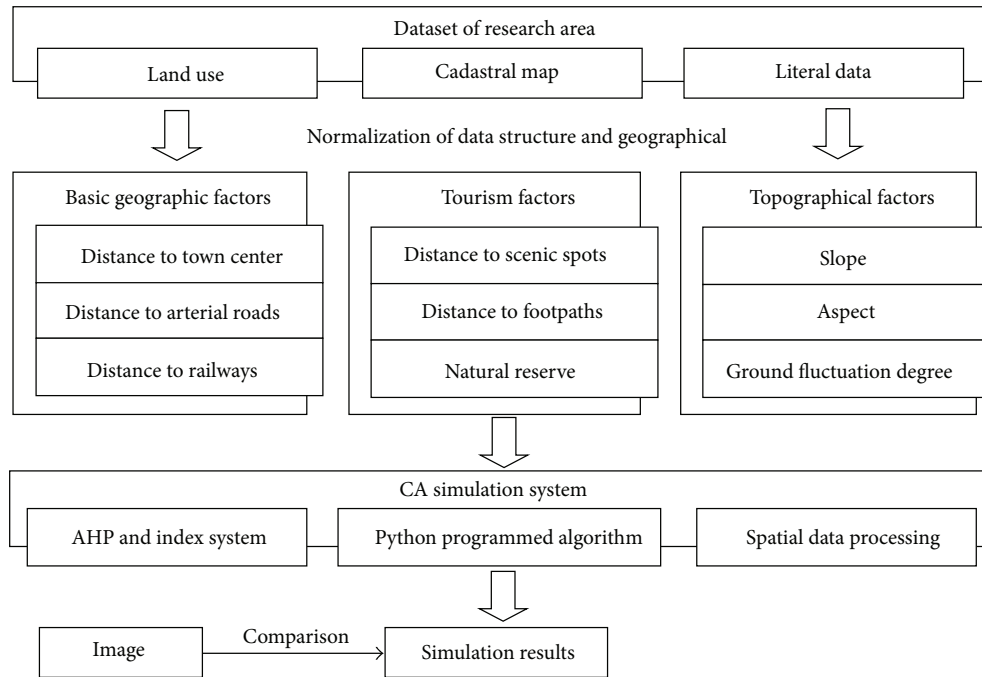 Dataset of research area
Land use
Cadastral map
Literal data
Normalization of data structure and geographical
Basic geographic factors
Distance to town center
Distance to arterial roads
Distance to railways
Tourism factors
Distance to scenic spots
Distance to footpaths
Natural reserve
Topographical factors
Slope
Aspect
Ground fluctuation degree
CA simulation system
AHP and index system
Python programmed algorithm
Spatial data processing
Image
Comparison
Simulation results